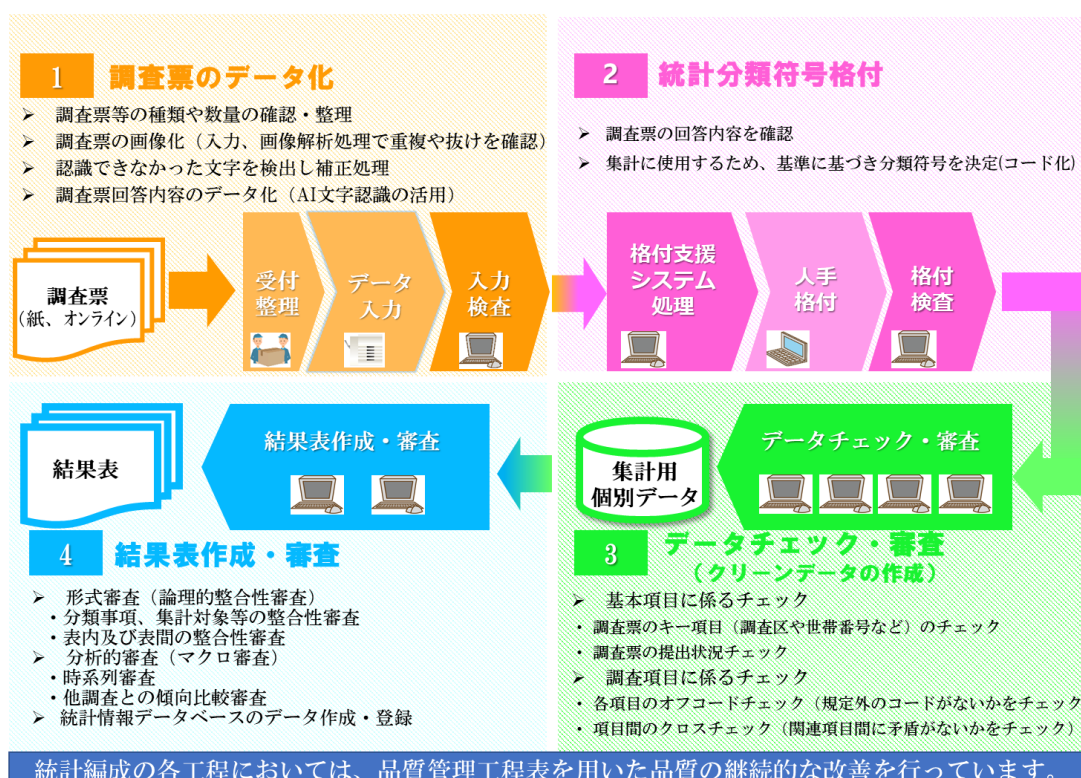 1 調査票のデータ化
➢ 調査票等の種類や数量の確認・整理
➢ 調査票の画像化（入力、画像解析処理で重複や抜けを確認）
➢ 認識できなかった文字を検出し補正処理
➢ 調査票回答内容のデータ化（AI文字認識の活用）
調査票
（紙、オンライン）
受付
整理
データ
入力
入力
検査
2 統計分類符号格付
➢ 調査票の回答内容を確認
➢ 集計に使用するため、基準に基づき分類符号を決定(コード化)
格付支援
システム
処理
人手
格付
格付
検査
データチェック・審査
集計用
個別データ
3 データチェック・審査
（クリーンデータの作成）
➢ 基本項目に係るチェック
・調査票のキー項目（調査区や世帯番号など）のチェック
・調査票の提出状況チェック
➢ 調査項目に係るチェック
・各項目のオフコードチェック（規定外のコードがないかをチェック
・項目間のクロスチェック（関連項目間に矛盾がないかをチェック）
結果表作成・審査
結果表
4 結果表作成・審査
➢ 形式審査（論理的整合性審査）
・分類事項、集計対象等の整合性審査
・表内及び表間の整合性審査
➢ 分析的審査（マクロ審査）
・時系列審査
・他調査との傾向比較審査
➢ 統計情報データベースのデータ作成・登録
統計編成の各工程においては、品質管理工程表を用いた品質の継続的な改善を行っています。